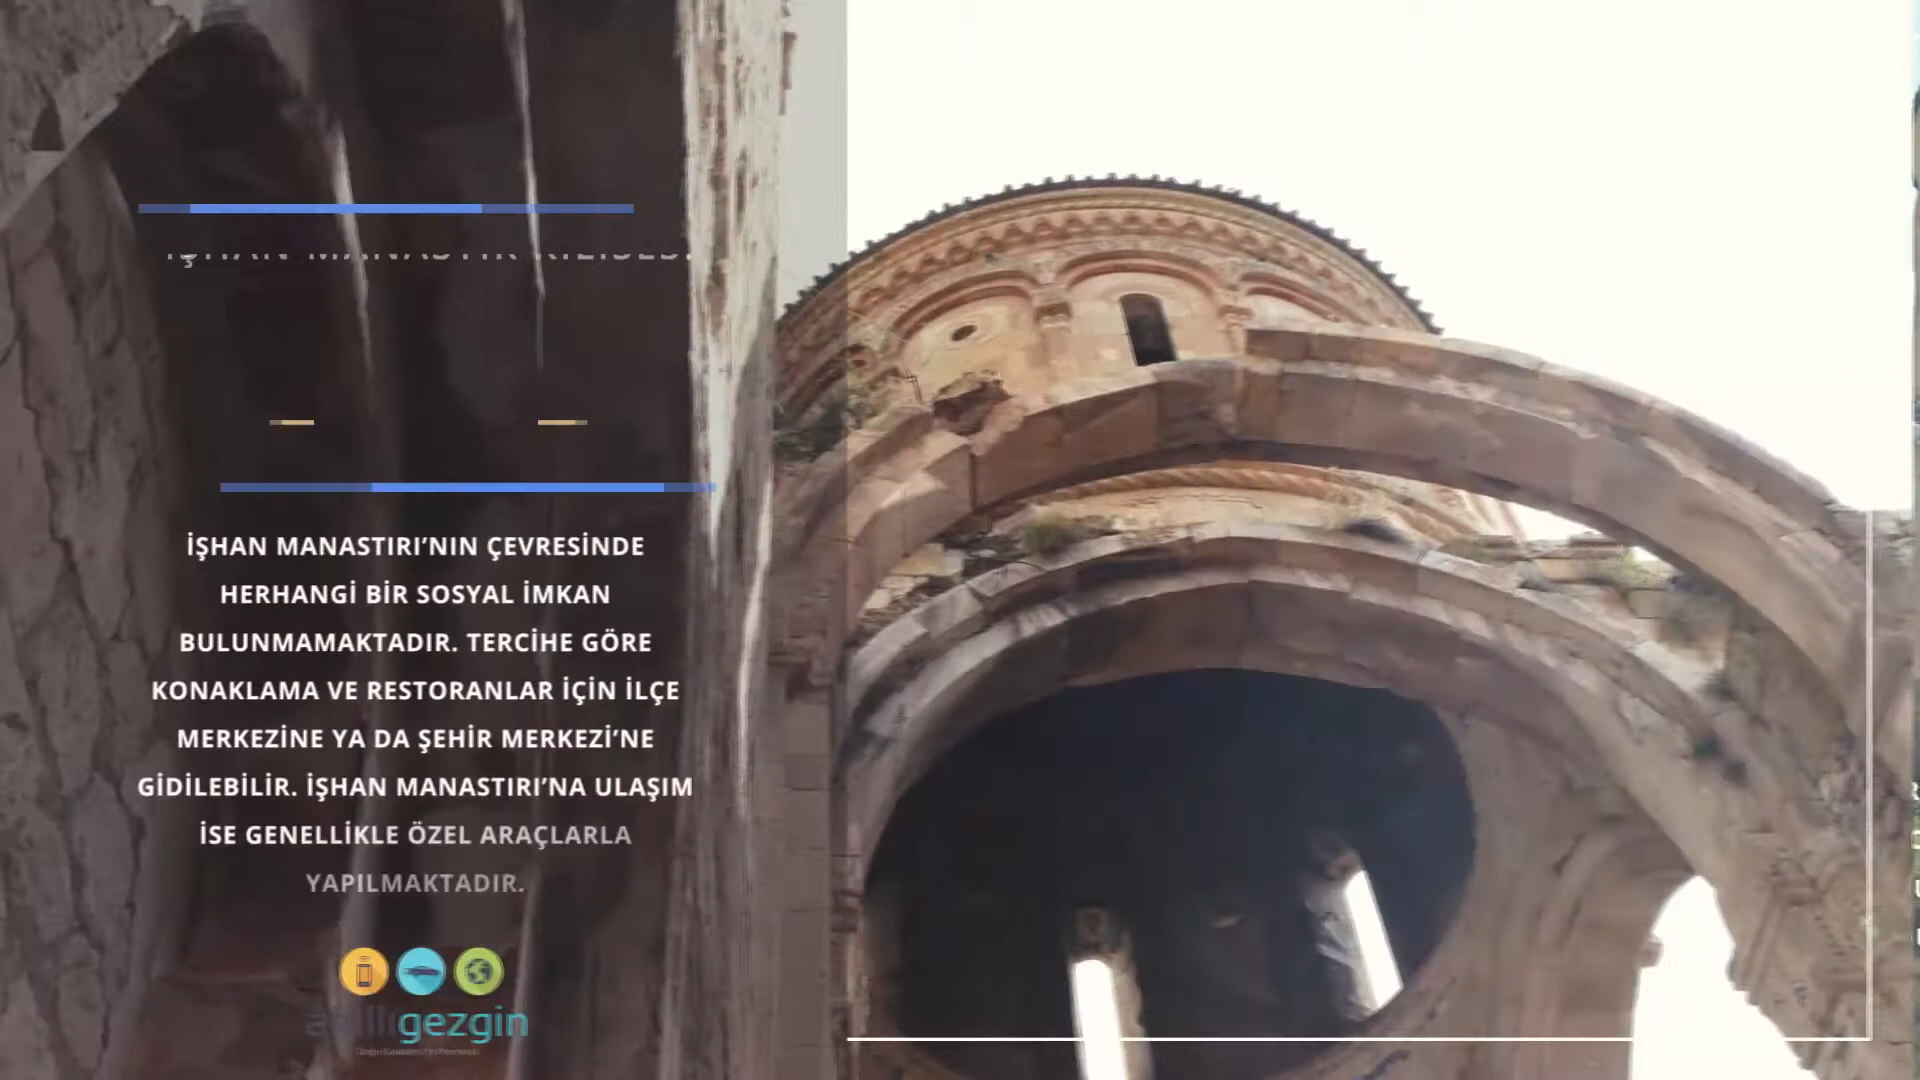 İŞHAN MANASTIRI’NIN ÇEVRESİNDE
HERHANGİ BİR SOSYAL İMKAN
BULUNMAMAKTADIR. TERCİHE GÖRE
KONAKLAMA VE RESTORANLAR İÇİN İLÇE
MERKEZİNE YA DA ŞEHİR MERKEZİ’NE
GİDİLEBİLİR. İŞHAN MANASTIRI’NA ULAŞIM
İSE GENELLİKLE ÖZEL ARAÇLARLA
YAPILMAKTADIR.
gezgin